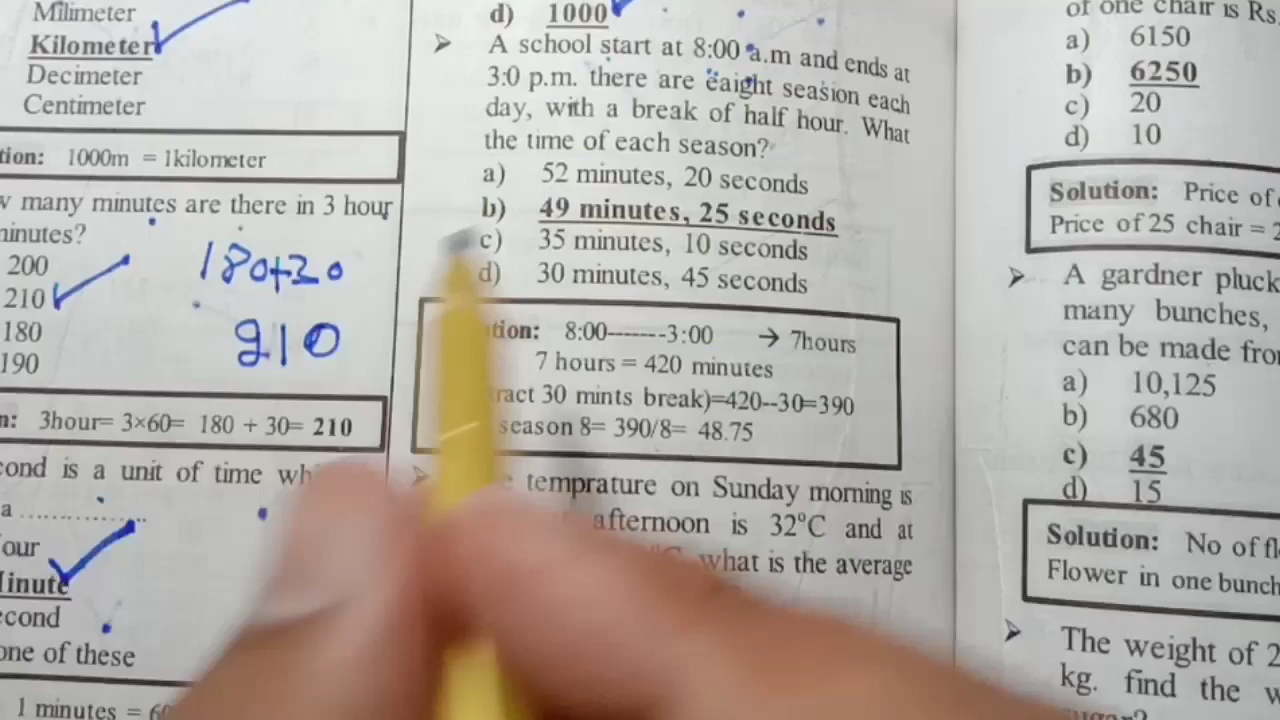 Milimeter
Kilometer
Decimeter
Centimeter
tion: 1000m = 1kilometer
many minutes are there in 3 hour
minutes?
200
210
180
190
180+30
210
3hour= 3×60= 180 + 30= 210
cond is a unit of time
a ..................
our
Minute
econd
one of these
1 minutes =
d) 1000
A school start at 8:00 a.m and ends at
3:0 p.m. there are eaight seasion each
day, with a break of half hour. What
the time of each season?
a) 52 minutes, 20 seconds
b) 49 minutes, 25 seconds
c) 35 minutes, 10 seconds
d) 30 minutes, 45 seconds
tion: 8:00-------3:00 → 7hours
7 hours = 420 minutes
ract 30 mints break)=420--30=390
season 8= 390/8= 48.75
temprature on Sunday morning is
afternoon is 32°C and at
what is the average
of one chair is Rs
a) 6150
b) 6250
c) 20
d) 10
Solution: Price of
Price of 25 chair =
A gardner pluck
many bunches,
can be made fro
a) 10,125
b) 680
c) 45
d) 15
Solution: No of fl
Flower in one bunch
The weight of 2
kg. find the w
sugar?